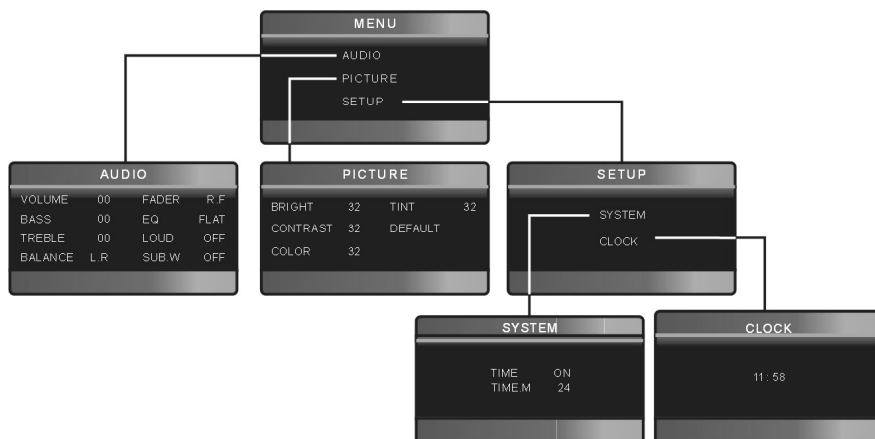 MENU
AUDIO
PICTURE
SETUP
AUDIO
VOLUME 00 FADER R.F
BASS 00 EQ FLAT
TREBLE 00 LOUD OFF
BALANCE L.R SUB.W OFF
PICTURE
BRIGHT 32 TINT 32
CONTRAST 32 DEFAULT
COLOR 32
SETUP
SYSTEM
CLOCK
SYSTEM
TIME ON
TIME.M 24
CLOCK
11:58